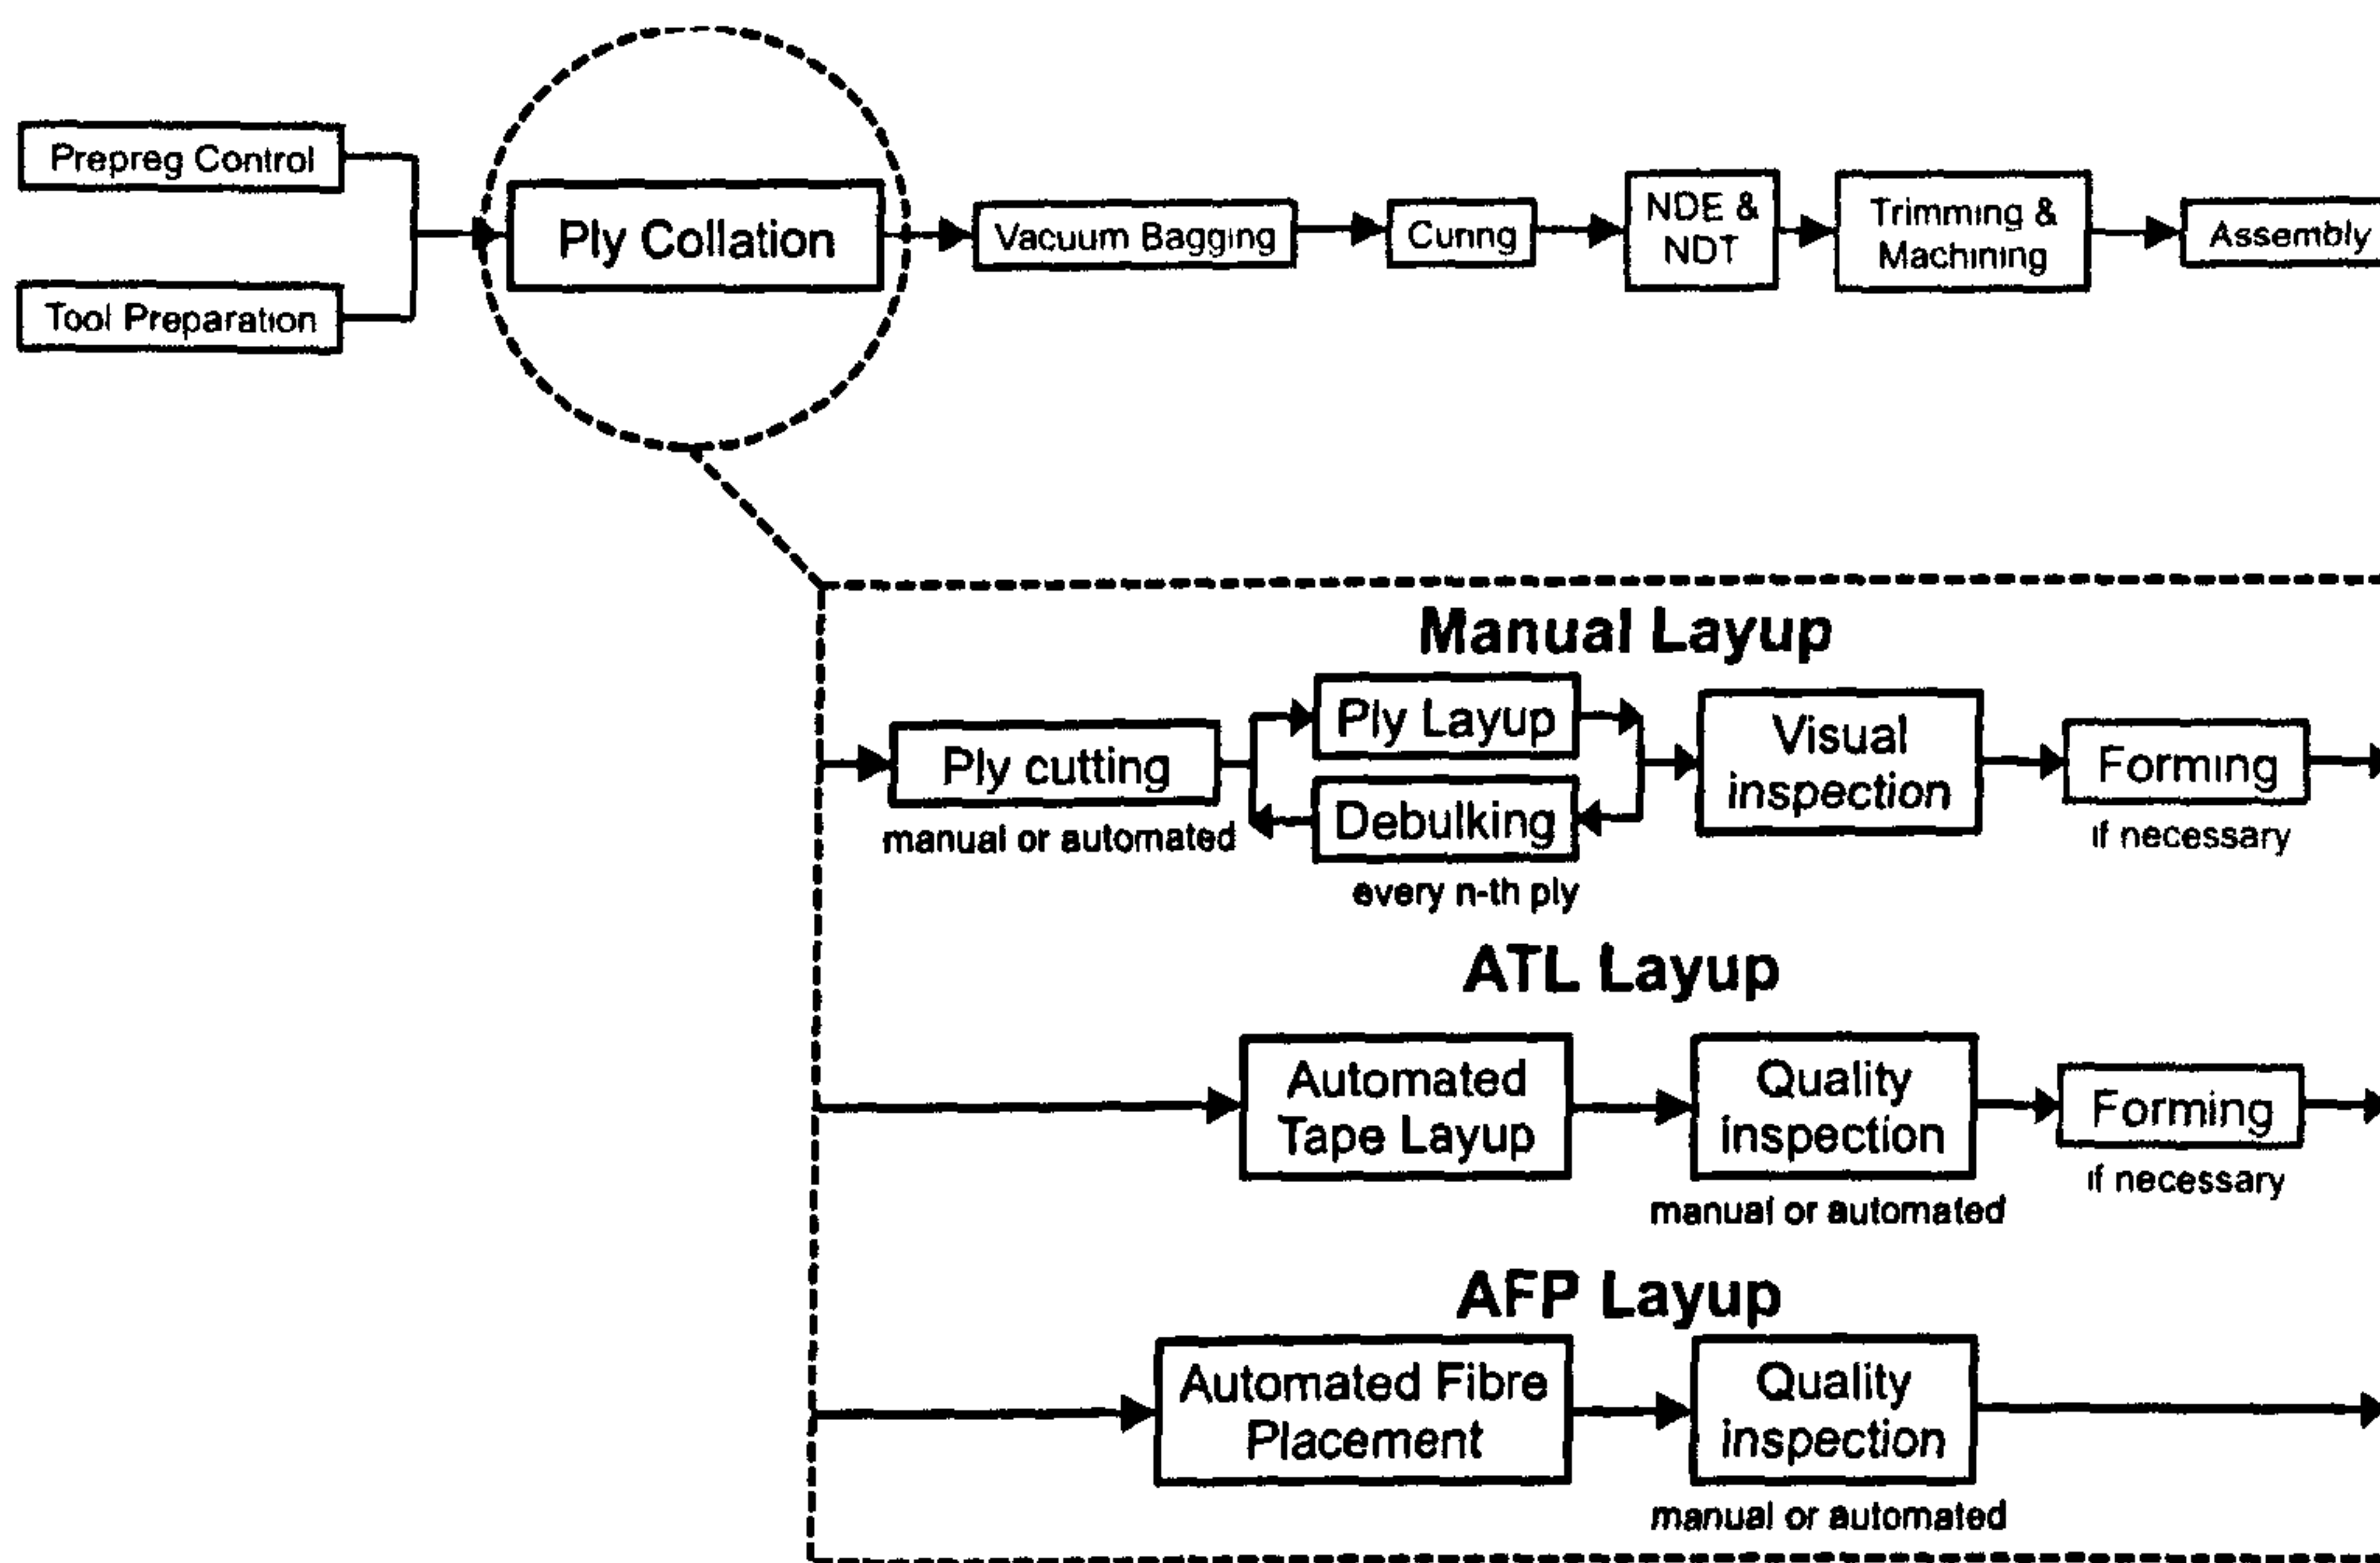 Prepreg Control
Tool Preparation
Ply Collation
Vacuum Bagging
Curing
NDE &
NDT
Trimming &
Machining
Assembly
Manual Layup
Ply cutting
manual or automated
Ply Layup
Debulking
every n-th ply
Visual
inspection
Forming
if necessary
ATL Layup
Automated
Tape Layup
Quality
inspection
manual or automated
Forming
if necessary
AFP Layup
Automated Fibre
Placement
Quality
inspection
manual or automated